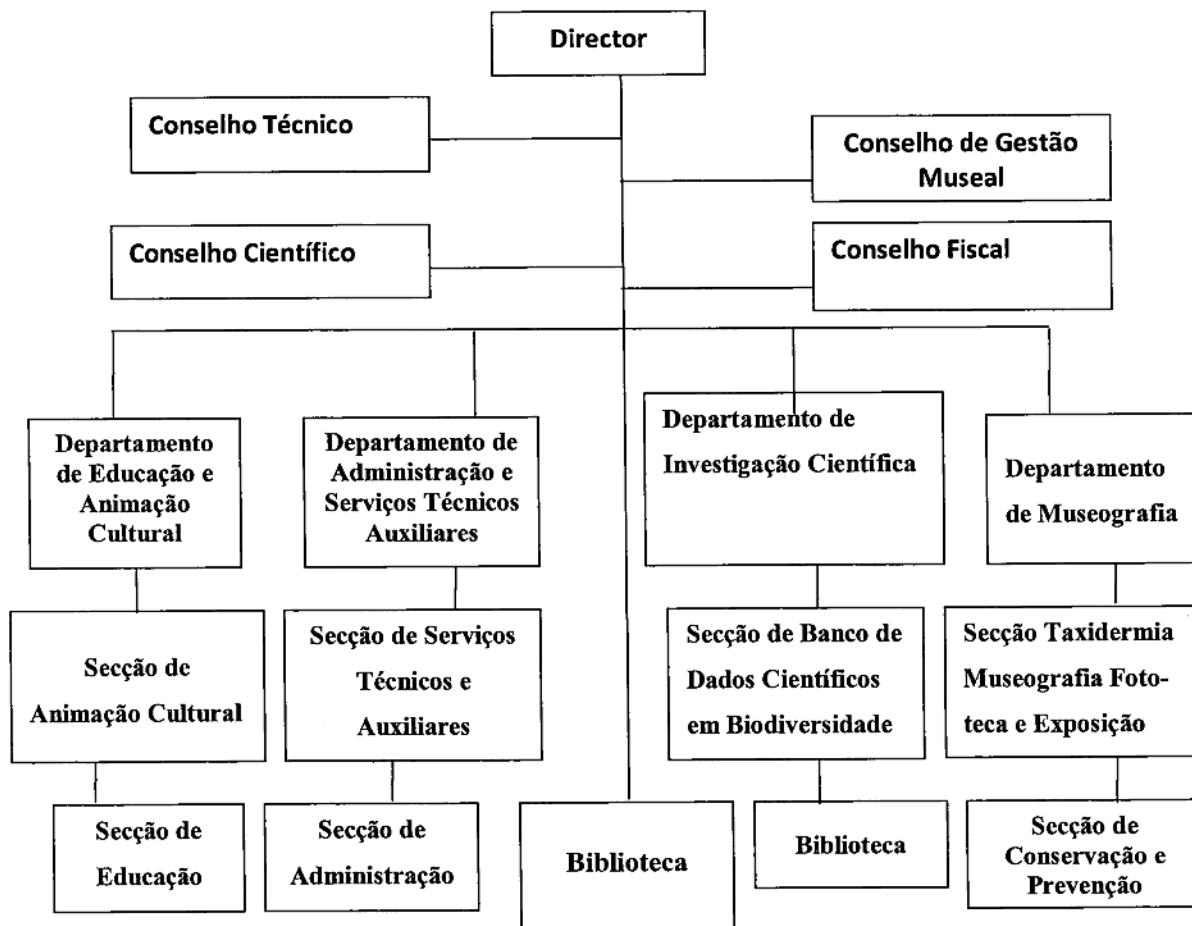 Director
Conselho Técnico
Conselho de Gestão
Museal
Conselho Científico
Conselho Fiscal
Departamento
de Educação e
Animação
Cultural
Departamento de
Administração e
Serviços Técnicos
Auxiliares
Departamento de
Investigação Científica
Departamento
de Museografia
Secção de
Animação Cultural
Secção de Serviços
Técnicos e
Auxiliares
Secção de Banco de
Dados Científicos
em Biodiversidade
Secção Taxidermia
Museografia Foto-
teca e Exposição
Secção de
Educação
Secção de
Administração
Biblioteca
Biblioteca
Secção de
Conservação e
Prevenção